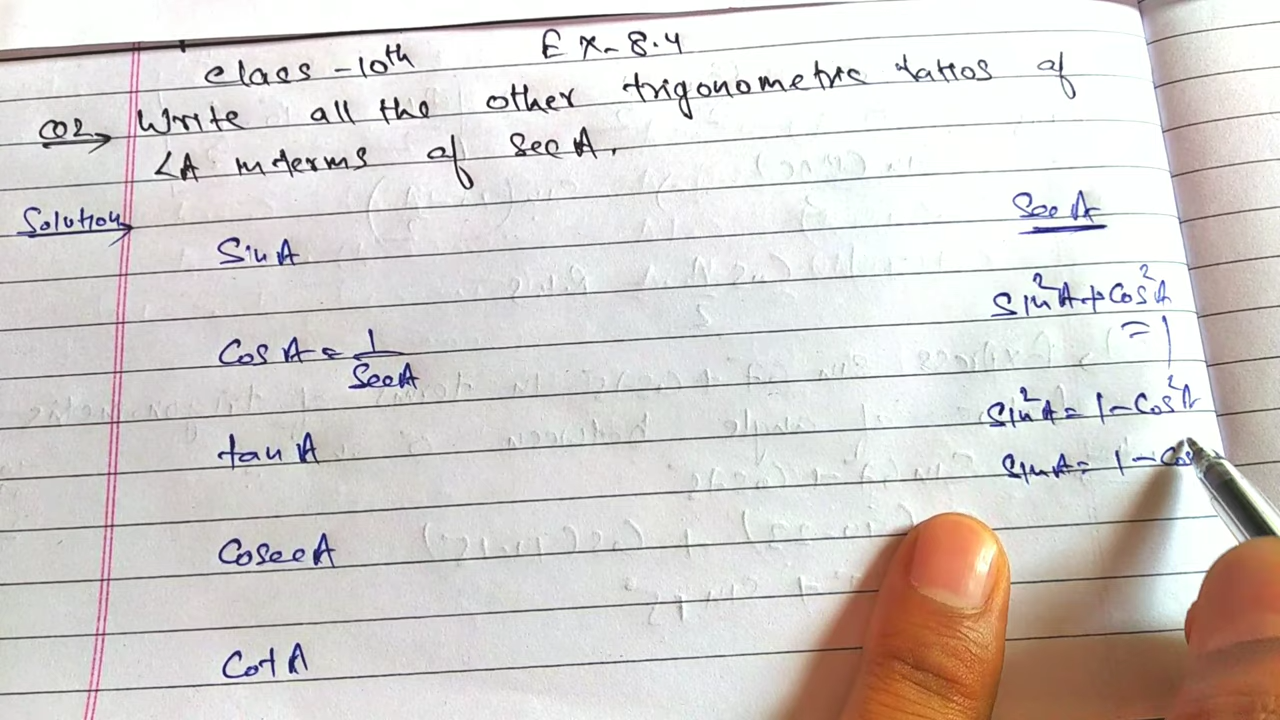 class - 10th Ex- 8.4
Q2 Write all the other trigonometric ratios of
∠A in terms of Sec A.
Solution
Sec A
Sin A
Sin²A + Cos²A
= 1
Cos A = 1/Sec A
Sin²A = 1 - Cos²A
tan A
Sin A = 1 - Cos
Cosec A
Cot A